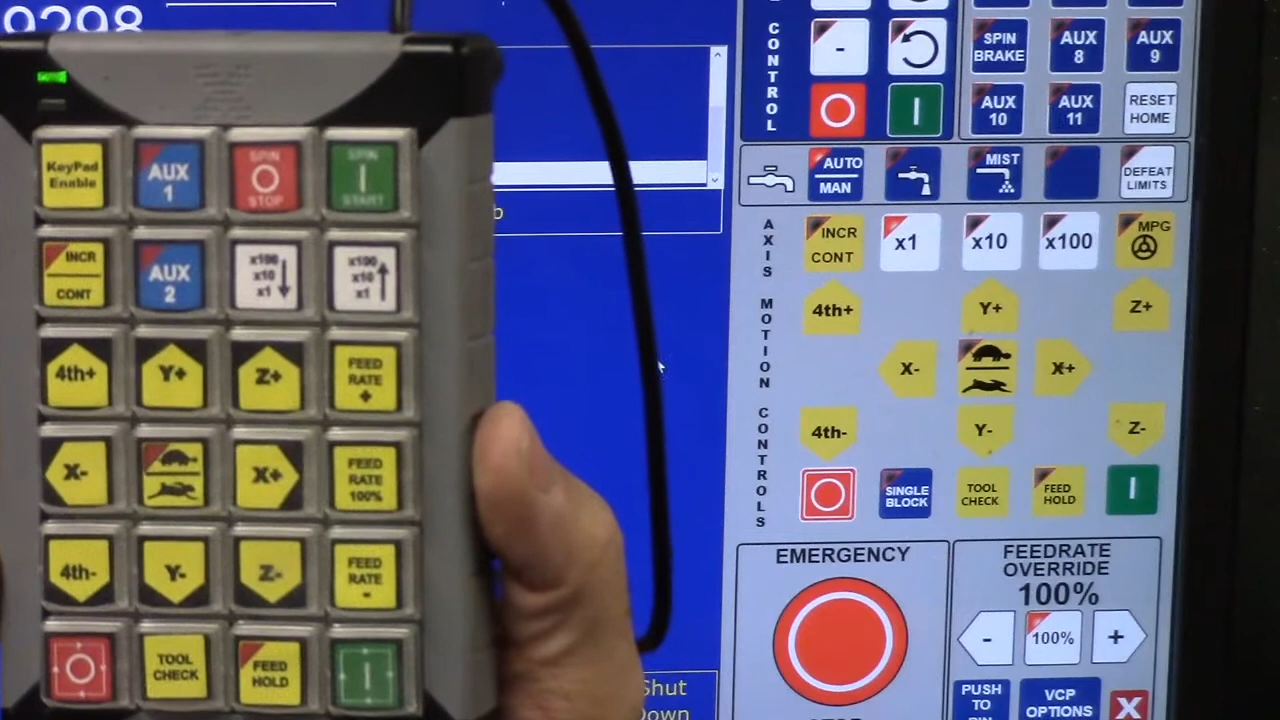 9298
KeyPad
Enable
AUX
1
SPIN
STOP
SPIN
START
INCR
CONT
AUX
2
x100
x10
x1
x100
x10
x1
4th+
Y+
Z+
FEED
RATE
+
X-
X+
FEED
RATE
100%
4th-
Y-
Z-
FEED
RATE
-
TOOL
CHECK
FEED
HOLD
b
Shut
Down
CONTROL
-
SPIN
BRAKE
AUX
8
AUX
9
AUX
10
AUX
11
RESET
HOME
AUTO
MAN
MIST
DEFEAT
LIMITS
AXIS MOTION CONTROLS
INCR
CONT
x1
x10
x100
MPG
4th+
Y+
Z+
X-
X+
4th-
Y-
Z-
SINGLE
BLOCK
TOOL
CHECK
FEED
HOLD
EMERGENCY
FEEDRATE
OVERRIDE
100%
-
100%
+
PUSH
TO
VCP
OPTIONS
X